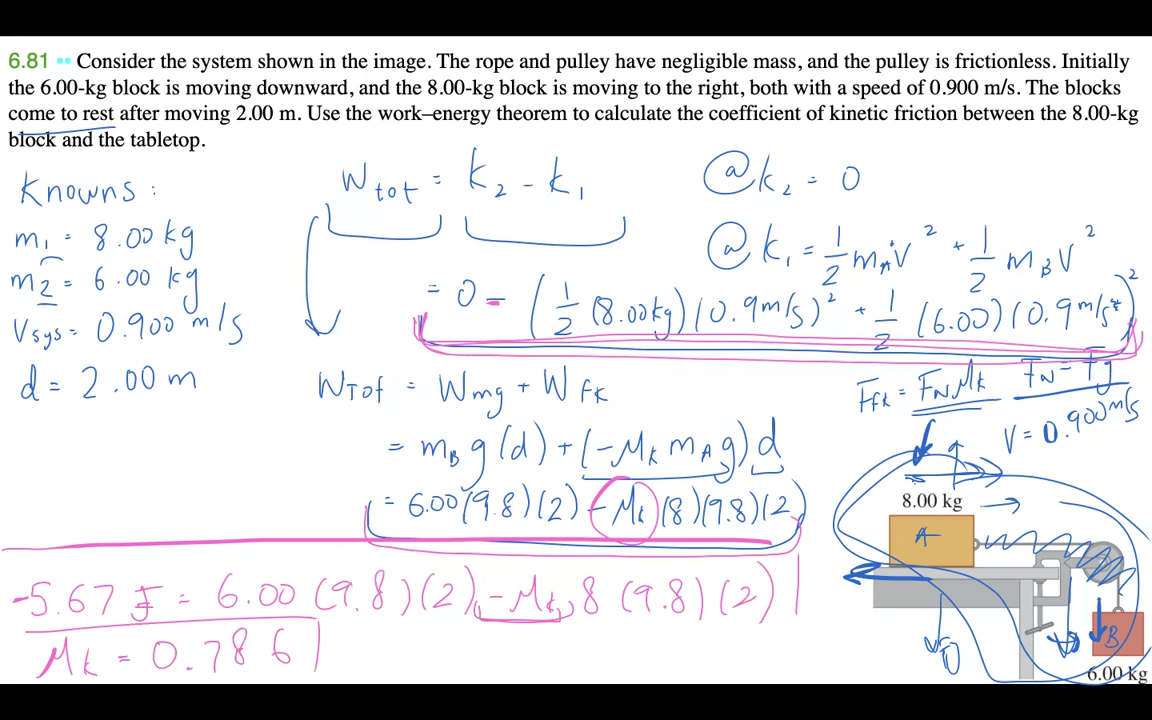 6.81 •• Consider the system shown in the image. The rope and pulley have negligible mass, and the pulley is frictionless. Initially
the 6.00-kg block is moving downward, and the 8.00-kg block is moving to the right, both with a speed of 0.900 m/s. The blocks
come to rest after moving 2.00 m. Use the work–energy theorem to calculate the coefficient of kinetic friction between the 8.00-kg
block and the tabletop.
Knowns:
m₁ = 8.00 kg
m₂ = 6.00 kg
Vsys = 0.900 m/s
d = 2.00 m
Wtot = k₂ - k₁
@k₂ = 0
@k₁ = 1/2 mAV² + 1/2 mBV²
= 0 - (1/2 (8.00kg)(0.9m/s)² + 1/2 (6.00)(0.9m/s)²)
WTot = Wmg + WFK
= mB g(d) + (-μk mA g)d
= 6.00(9.8)(2) - μk(8)(9.8)(2)
Ffk = FNμk
FN = Fg
V = 0.900m/s
-5.67 J = 6.00 (9.8)(2) - μk 8 (9.8)(2)
μk = 0.786
8.00 kg
A
B
6.00 kg